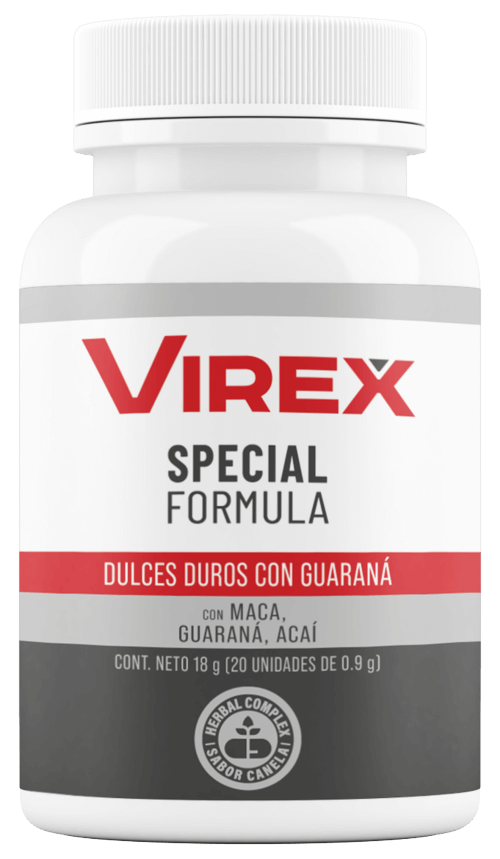 VIREX
SPECIAL
FORMULA
DULCES DUROS CON GUARANÁ
CON MACA,
GUARANÁ, ACAÍ
CONT. NETO 18 g (20 UNIDADES DE 0.9 g)
HERBAL COMPLEX
SABOR CANELA